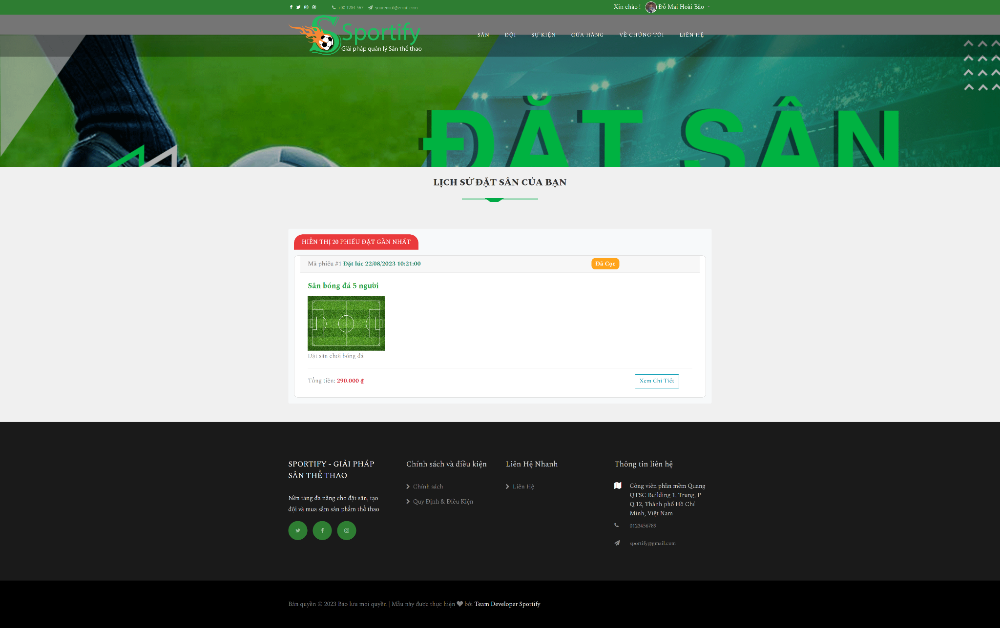 +00 1234 567 youremail@email.com
Xin chào ! Đỗ Mai Hoài Bão
Sportify
Giải pháp quản lý Sân thể thao
SÂN ĐỘI SỰ KIỆN CỬA HÀNG VỀ CHÚNG TÔI LIÊN HỆ
ĐẶT SÂN
LỊCH SỬ ĐẶT SÂN CỦA BẠN
HIỂN THỊ 20 PHIẾU ĐẶT GẦN NHẤT
Mã phiếu #1 Đặt lúc 22/08/2023 10:21:00
Đã Cọc
Sân bóng đá 5 người
Đặt sân chơi bóng đá
Tổng tiền: 290.000 ₫
Xem Chi Tiết
SPORTIFY - GIẢI PHÁP
SÂN THỂ THAO
Nền tảng đa năng cho đặt sân, tạo
đội và mua sắm sản phẩm thể thao
Chính sách và điều kiện
Chính sách
Quy Định & Điều Kiện
Liên Hệ Nhanh
Liên Hệ
Thông tin liên hệ
Công viên phần mềm Quang
QTSC Building 1, Trung, P
Q.12, Thành phố Hồ Chí
Minh, Việt Nam
0123456789
sportify@gmail.com
Bản quyền © 2023 Bảo lưu mọi quyền | Mẫu này được thực hiện bởi Team Developer Sportify